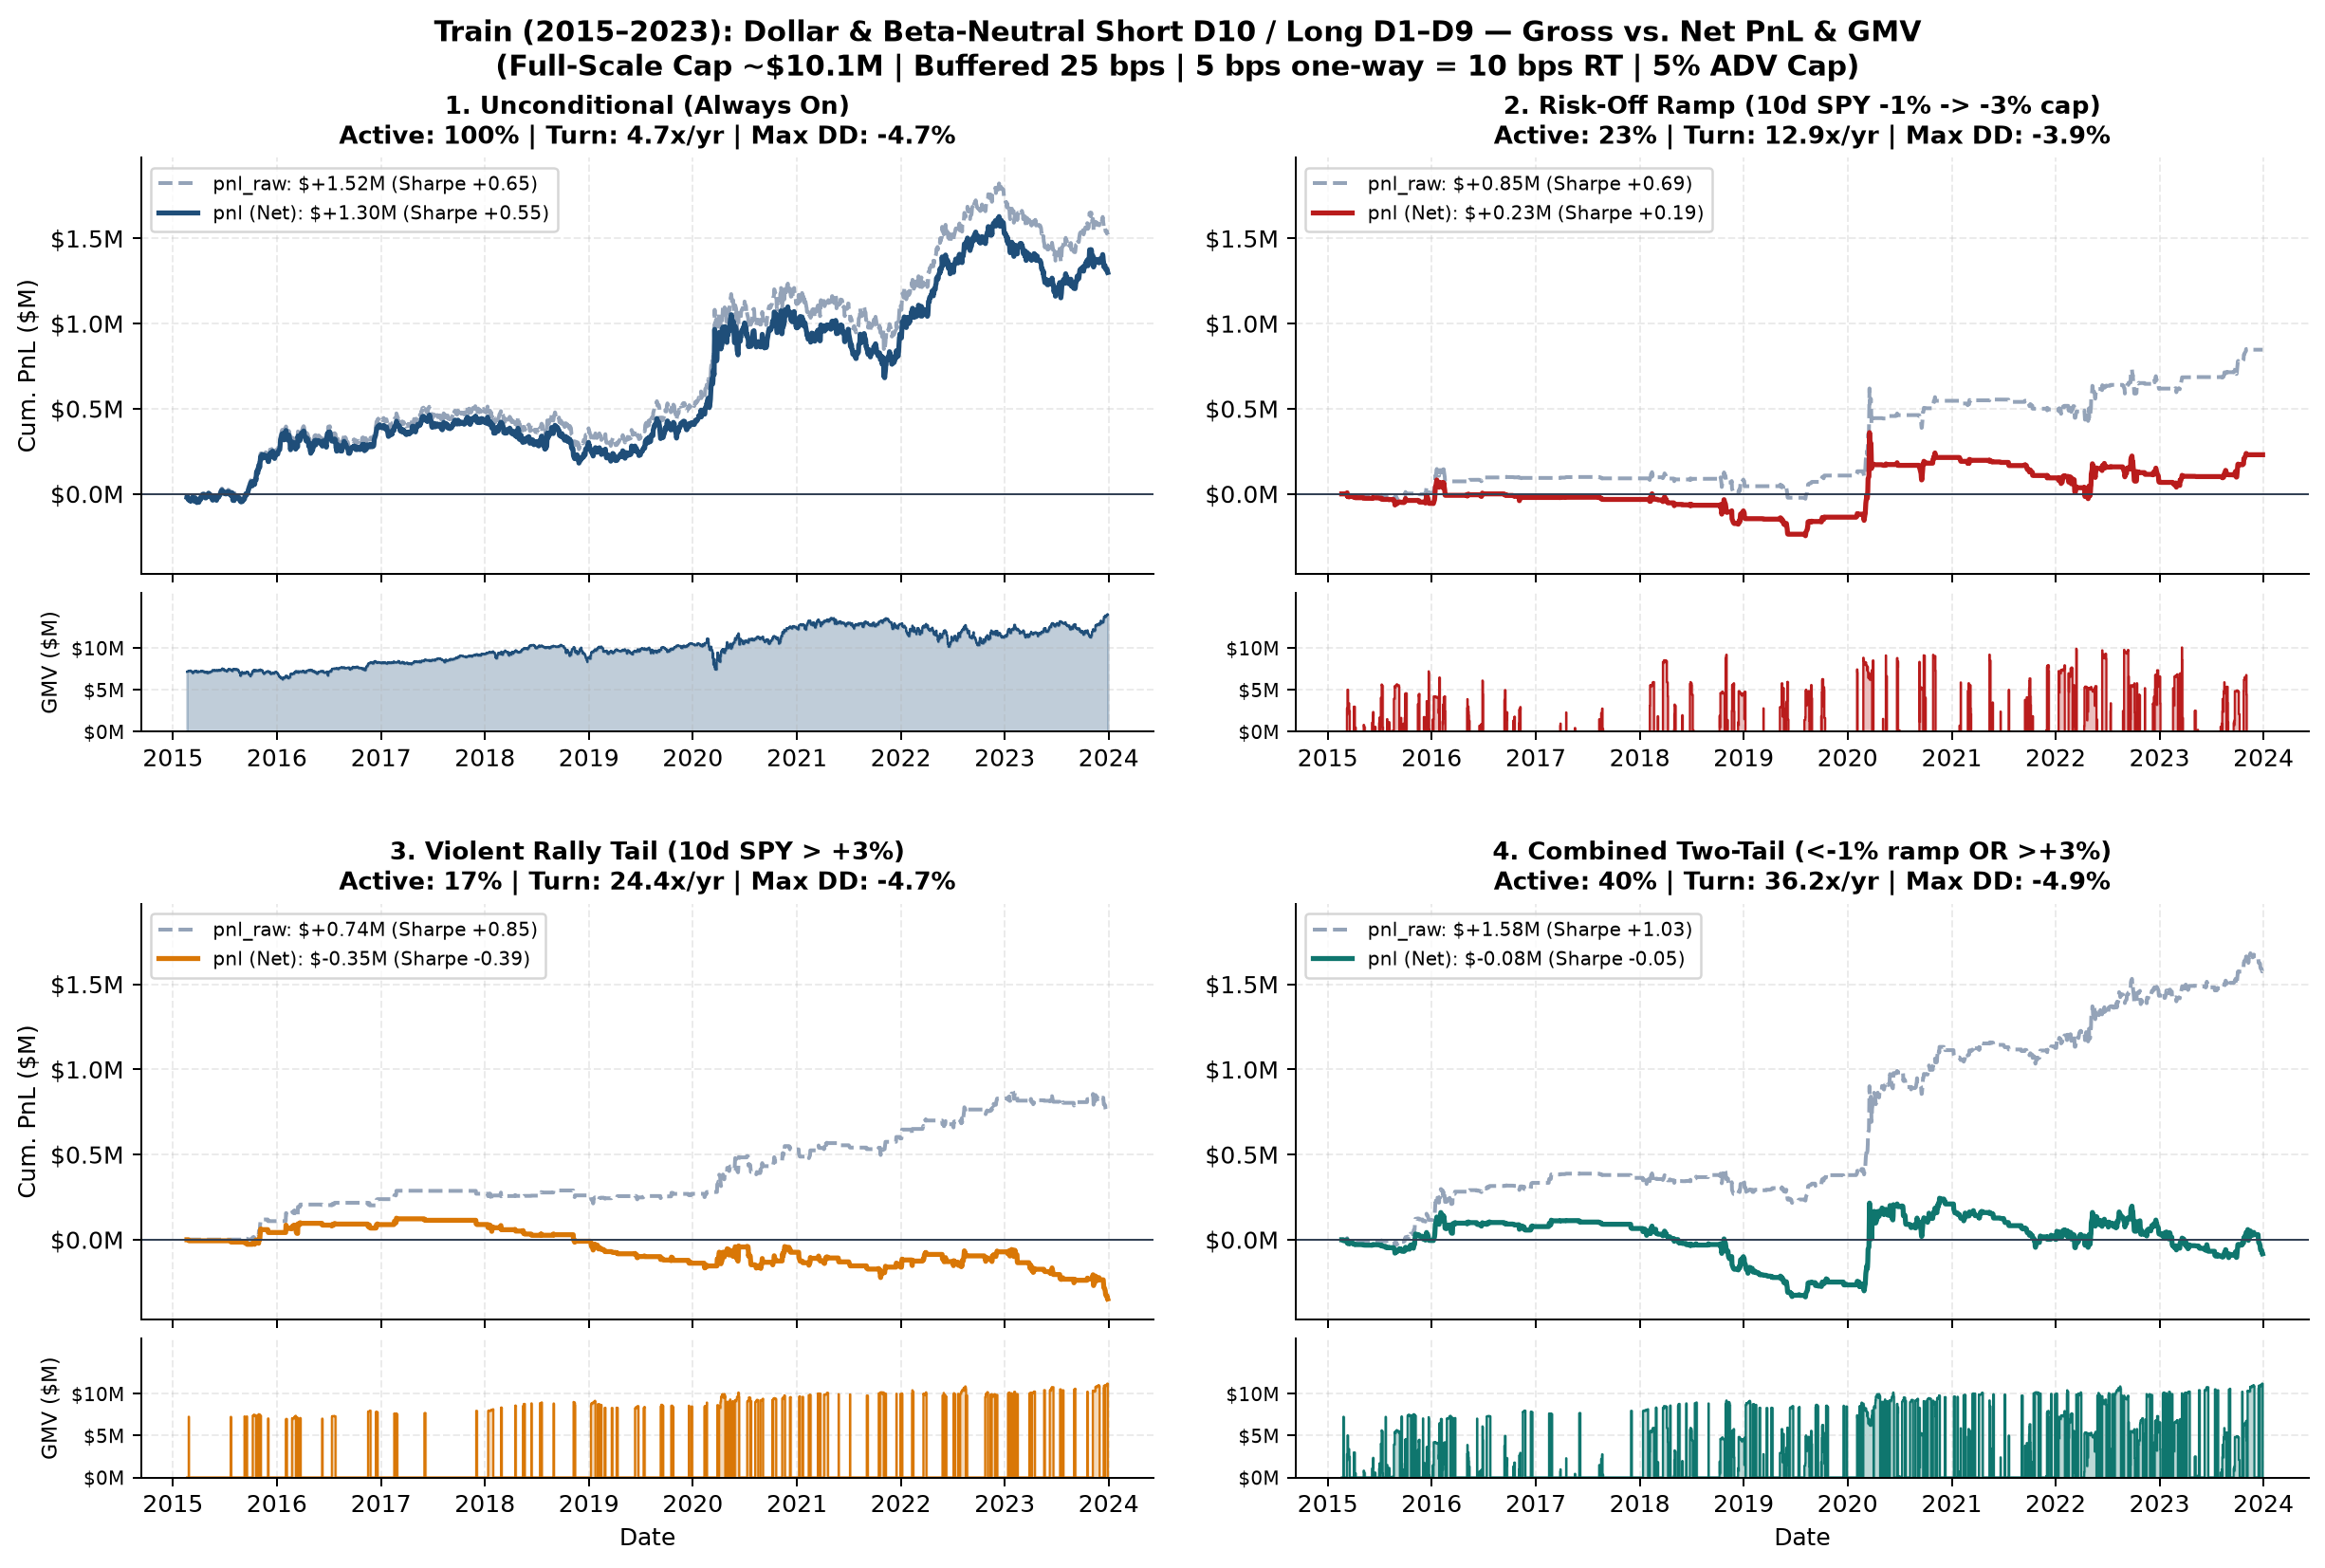 Train (2015–2023): Dollar & Beta-Neutral Short D10 / Long D1–D9 — Gross vs. Net PnL & GMV
(Full-Scale Cap ~$10.1M | Buffered 25 bps | 5 bps one-way = 10 bps RT | 5% ADV Cap)
1. Unconditional (Always On)
Active: 100% | Turn: 4.7x/yr | Max DD: -4.7%
pnl_raw: $+1.52M (Sharpe +0.65)
pnl (Net): $+1.30M (Sharpe +0.55)
Cum. PnL ($M)
$1.5M
$1.0M
$0.5M
$0.0M
GMV ($M)
$10M
$5M
$0M
2015 2016 2017 2018 2019 2020 2021 2022 2023 2024
2. Risk-Off Ramp (10d SPY -1% -> -3% cap)
Active: 23% | Turn: 12.9x/yr | Max DD: -3.9%
pnl_raw: $+0.85M (Sharpe +0.69)
pnl (Net): $+0.23M (Sharpe +0.19)
$1.5M
$1.0M
$0.5M
$0.0M
$10M
$5M
$0M
2015 2016 2017 2018 2019 2020 2021 2022 2023 2024
3. Violent Rally Tail (10d SPY > +3%)
Active: 17% | Turn: 24.4x/yr | Max DD: -4.7%
pnl_raw: $+0.74M (Sharpe +0.85)
pnl (Net): $-0.35M (Sharpe -0.39)
Cum. PnL ($M)
$1.5M
$1.0M
$0.5M
$0.0M
GMV ($M)
$10M
$5M
$0M
2015 2016 2017 2018 2019 2020 2021 2022 2023 2024
Date
4. Combined Two-Tail (<-1% ramp OR >+3%)
Active: 40% | Turn: 36.2x/yr | Max DD: -4.9%
pnl_raw: $+1.58M (Sharpe +1.03)
pnl (Net): $-0.08M (Sharpe -0.05)
$1.5M
$1.0M
$0.5M
$0.0M
$10M
$5M
$0M
2015 2016 2017 2018 2019 2020 2021 2022 2023 2024
Date